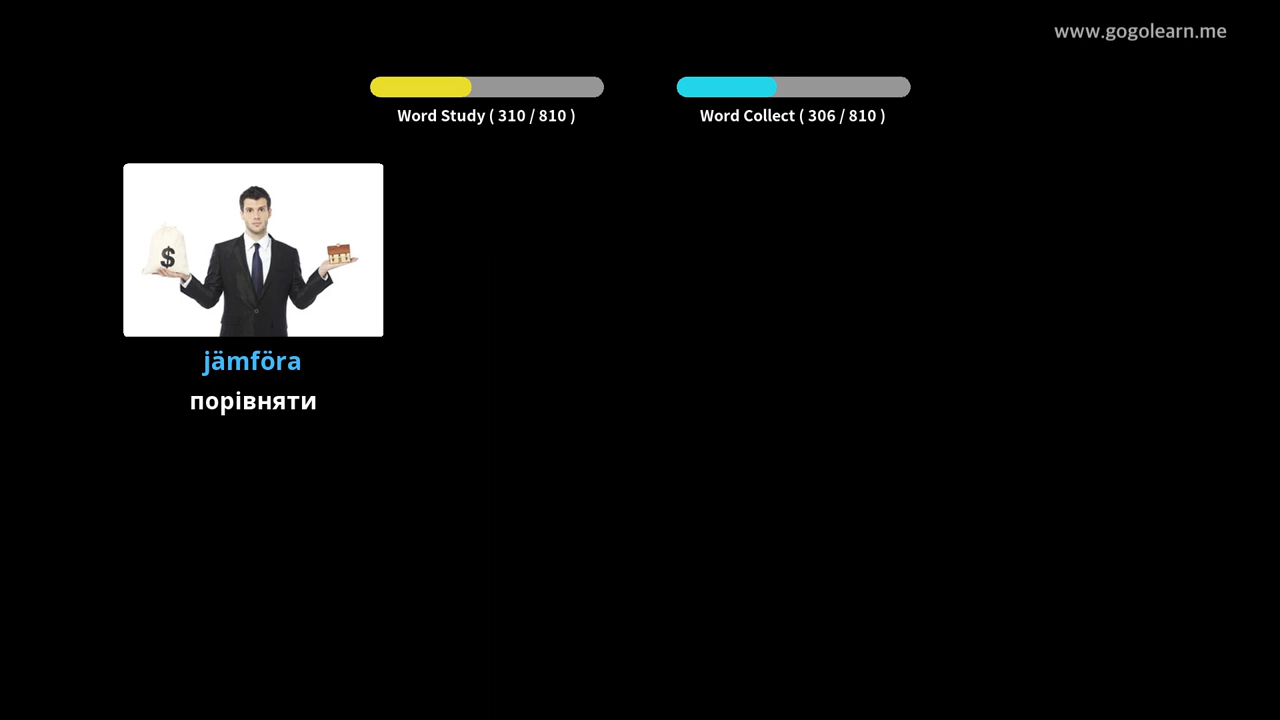 www.gogolearn.me
Word Study ( 310 / 810 )
Word Collect ( 306 / 810 )
$
jämföra
порівняти